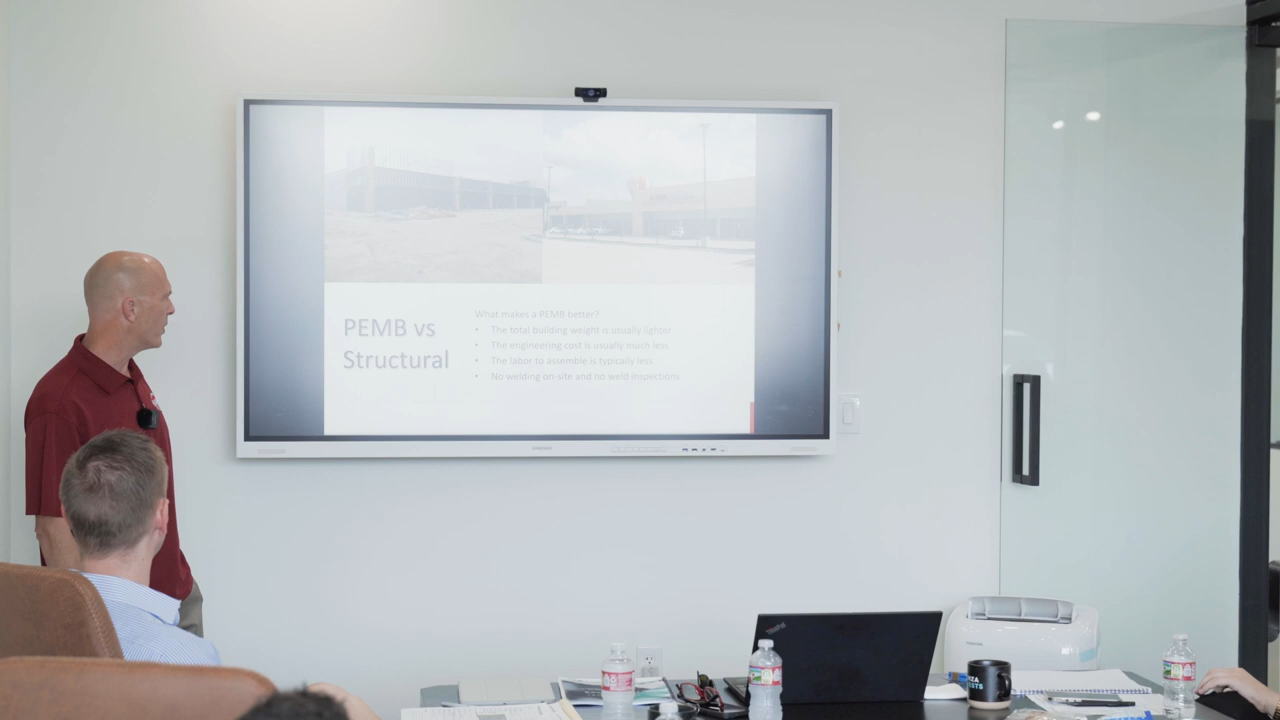 PEMB vs
Structural
What makes a PEMB better?
• The total building weight is usually lighter
• The engineering cost is usually much less
• The labor to assemble is typically less
• No welding on-site and no weld inspections
ThinkPad